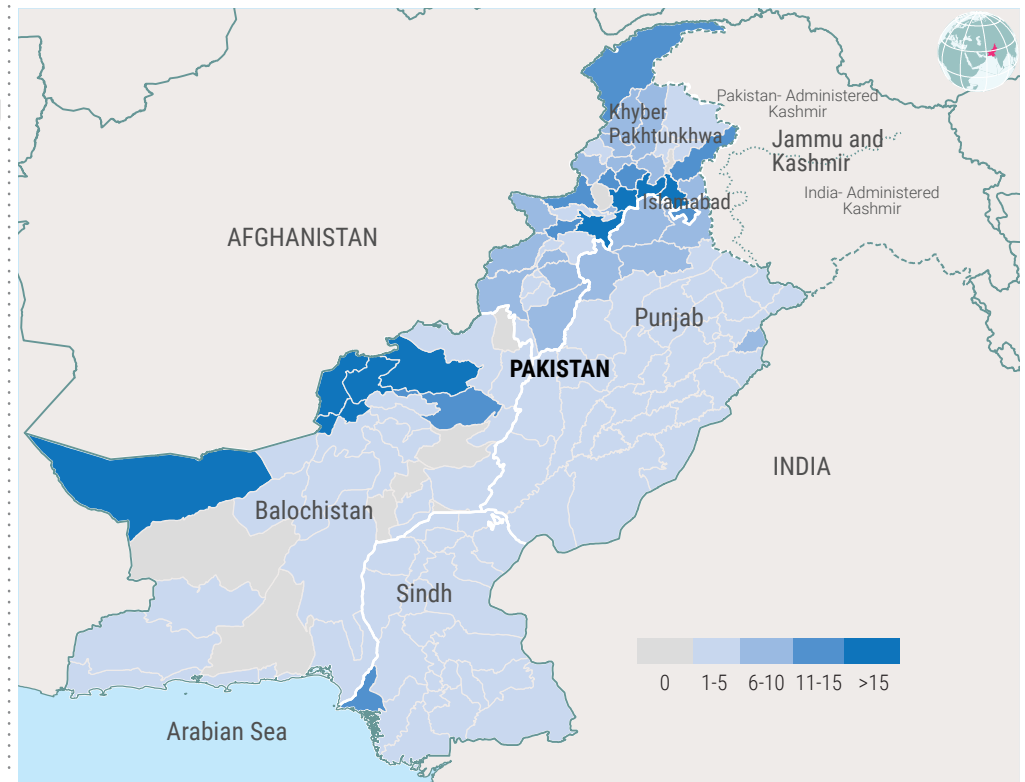 Khyber
Pakhtunkhwa
Pakistan- Administered
Kashmir
Jammu and
Kashmir
India- Administered
Kashmir
Islamabad
AFGHANISTAN
Punjab
PAKISTAN
INDIA
Balochistan
Sindh
0 1-5 6-10 11-15 >15
Arabian Sea